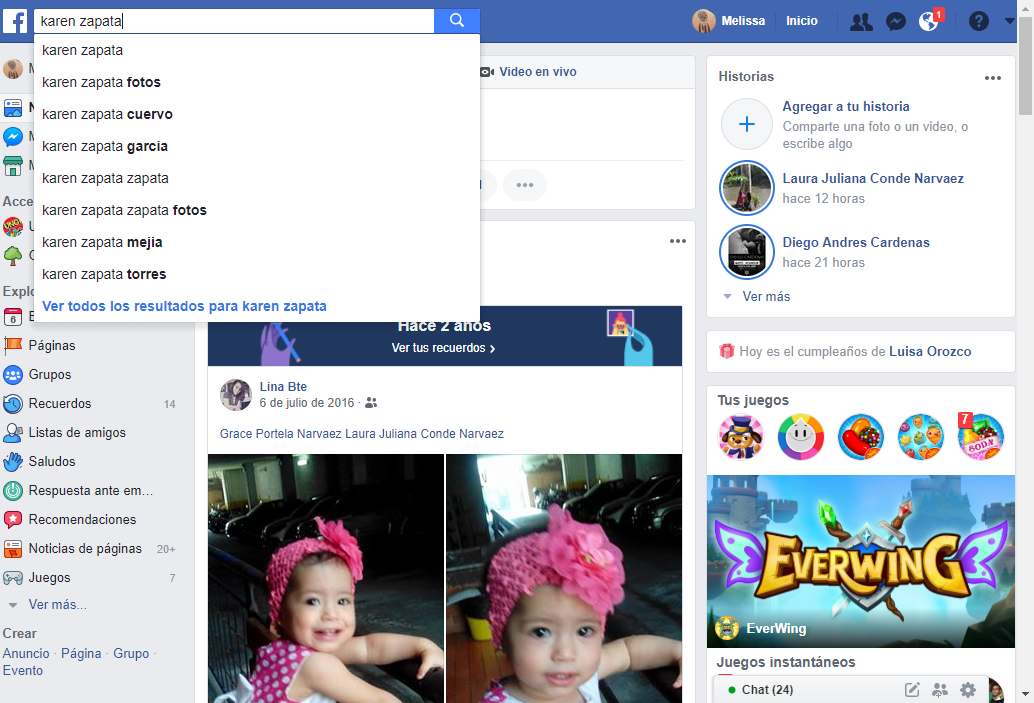 karen zapata
Melissa
Inicio
1
karen zapata
karen zapata fotos
karen zapata cuervo
karen zapata garcia
karen zapata zapata
karen zapata zapata fotos
karen zapata mejia
karen zapata torres
Ver todos los resultados para karen zapata
Acce
Explo
6
Páginas
Grupos
Recuerdos 14
Listas de amigos
Saludos
Respuesta ante em...
Recomendaciones
Noticias de páginas 20+
Juegos 7
Ver más...
Crear
Anuncio · Página · Grupo ·
Evento
Video en vivo
Hace 2 años
Ver tus recuerdos
Lina Bte
6 de julio de 2016 ·
Grace Portela Narvaez Laura Juliana Conde Narvaez
Historias
Agregar a tu historia
Comparte una foto o un video, o
escribe algo
Laura Juliana Conde Narvaez
hace 12 horas
Diego Andres Cardenas
hace 21 horas
Ver más
Hoy es el cumpleaños de Luisa Orozco
Tus juegos
7
SODA
EVERWING
EverWing
Juegos instantáneos
Chat (24)